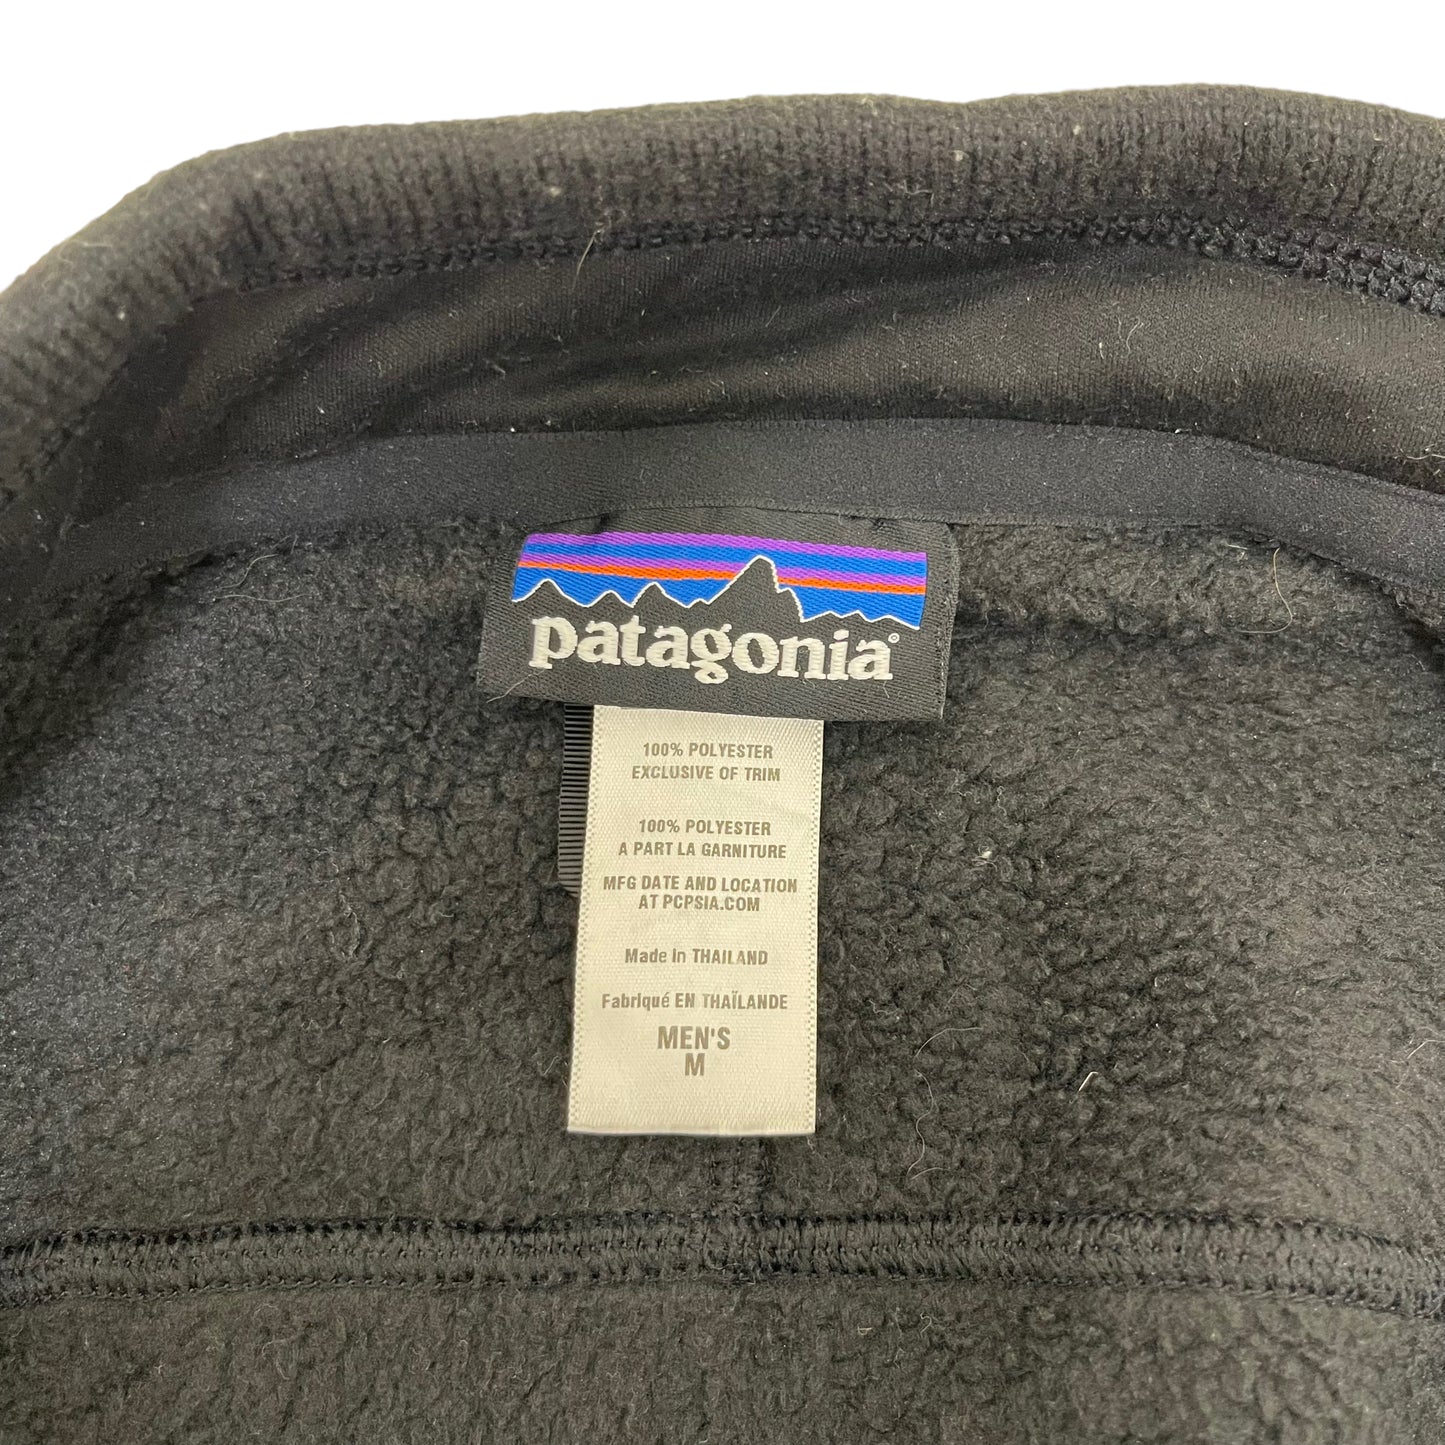 patagonia®
100% POLYESTER
EXCLUSIVE OF TRIM
100% POLYESTER
A PART LA GARNITURE
MFG DATE AND LOCATION
AT PCPSIA.COM
Made in THAILAND
Fabriqué EN THAÏLANDE
MEN'S
M